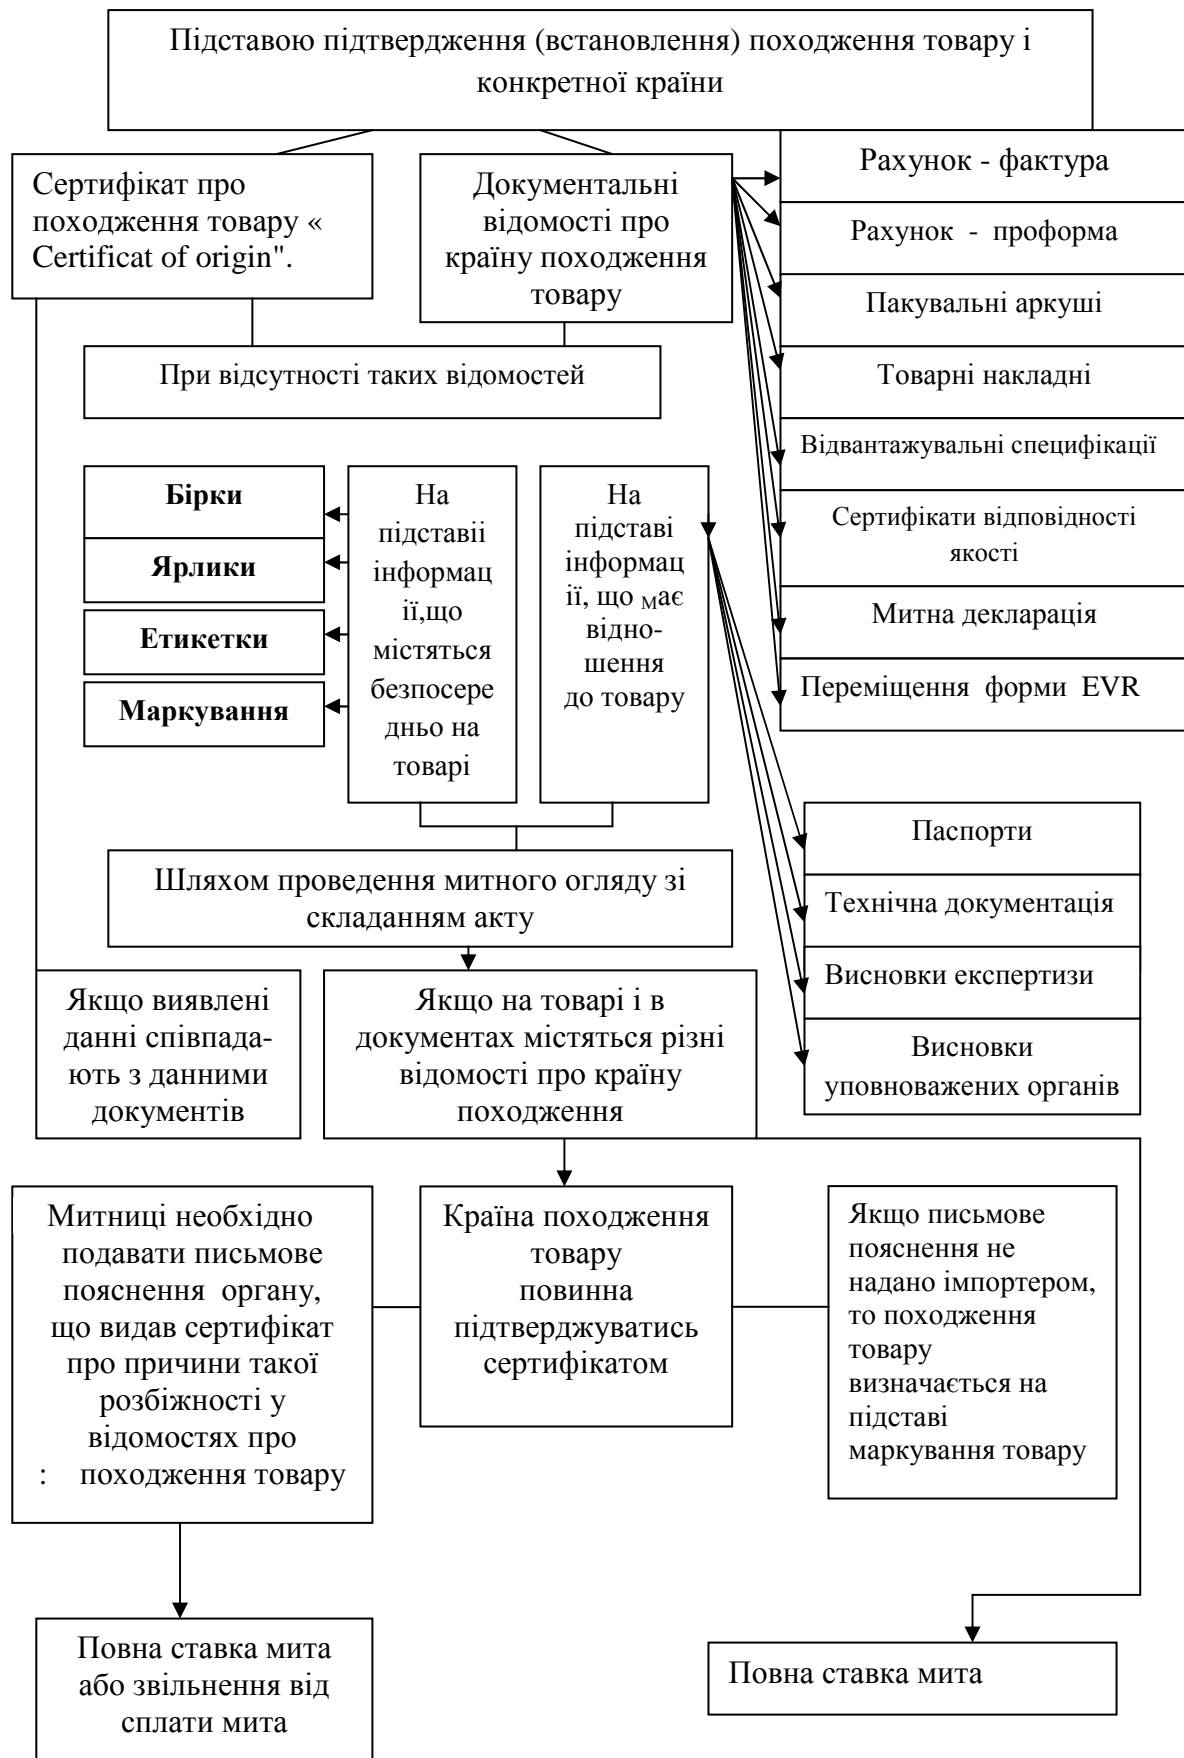 Підставою підтвердження (встановлення) походження товару і
конкретної країни
Сертифікат про
походження товару «
Certificat of origin".
Документальні
відомості про
країну походження
товару
Рахунок - фактура
Рахунок - проформа
Пакувальні аркуші
Товарні накладні
Відвантажувальні специфікації
Сертифікати відповідності
якості
Митна декларація
Переміщення форми EVR
При відсутності таких відомостей
Бірки
Ярлики
Етикетки
Маркування
На
підставіі
інформац
ії,що
містяться
безпосере
дньо на
товарі
На
підставі
інформац
ії, що має
відно-
шення
до товару
Паспорти
Технічна документація
Висновки експертизи
Висновки
уповноважених органів
Шляхом проведення митного огляду зі
складанням акту
Якщо виявлені
данні співпада-
ють з данними
документів
Якщо на товарі і в
документах містяться різні
відомості про країну
походження
Митниці необхідно
подавати письмове
пояснення органу,
що видав сертифікат
про причини такої
розбіжності у
відомостях про
: походження товару
Країна походження
товару
повинна
підтверджуватись
сертифікатом
Якщо письмове
пояснення не
надано імпортером,
то походження
товару
визначається на
підставі
маркування товару
Повна ставка мита
або звільнення від
сплати мита
Повна ставка мита